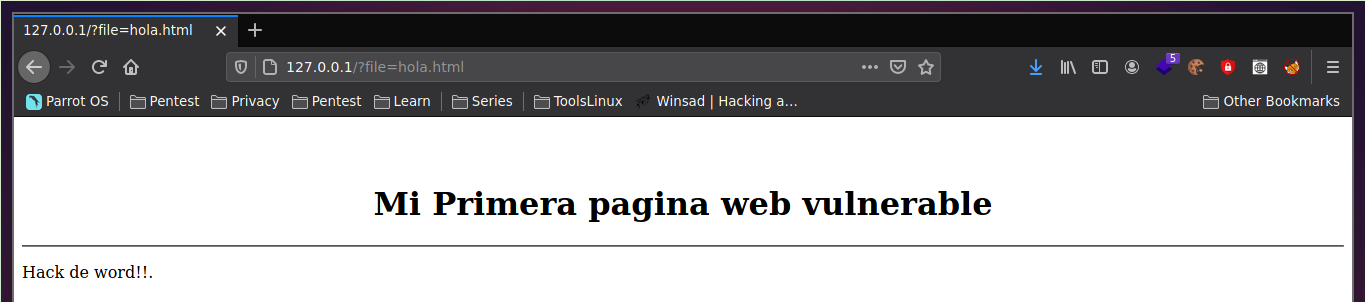 127.0.0.1/?file=hola.html
127.0.0.1/?file=hola.html
5
Parrot OS Pentest Privacy Pentest Learn Series ToolsLinux Winsad | Hacking a... Other Bookmarks
Mi Primera pagina web vulnerable
Hack de word!!.